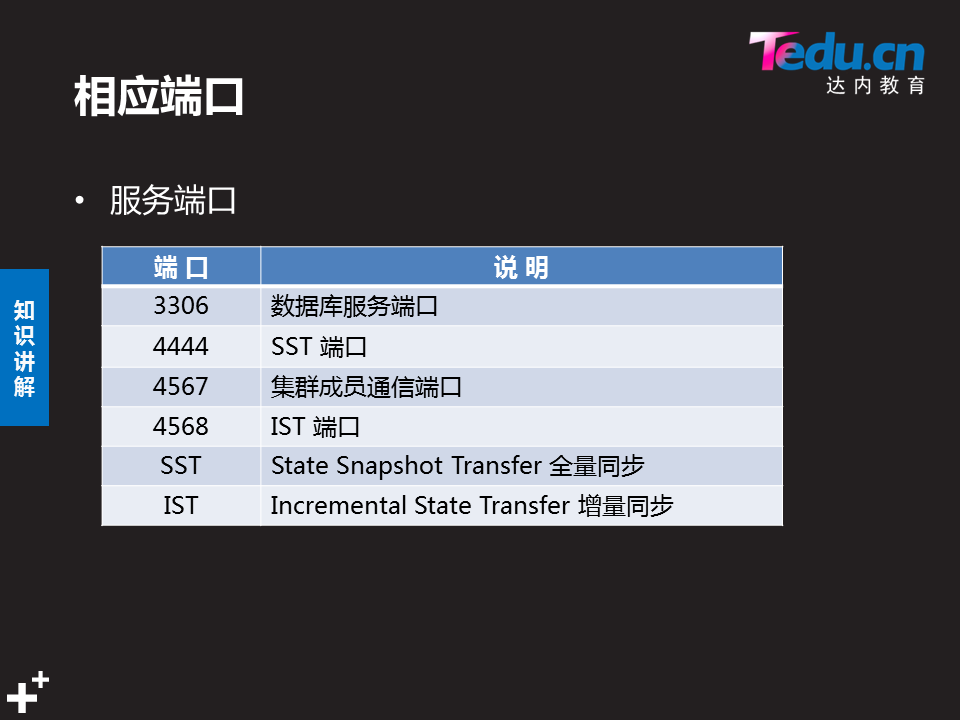 Tedu.cn
达内教育
相应端口
• 服务端口
端 口 说 明
3306 数据库服务端口
4444 SST 端口
4567 集群成员通信端口
4568 IST 端口
SST State Snapshot Transfer 全量同步
IST Incremental State Transfer 增量同步
知
识
讲
解